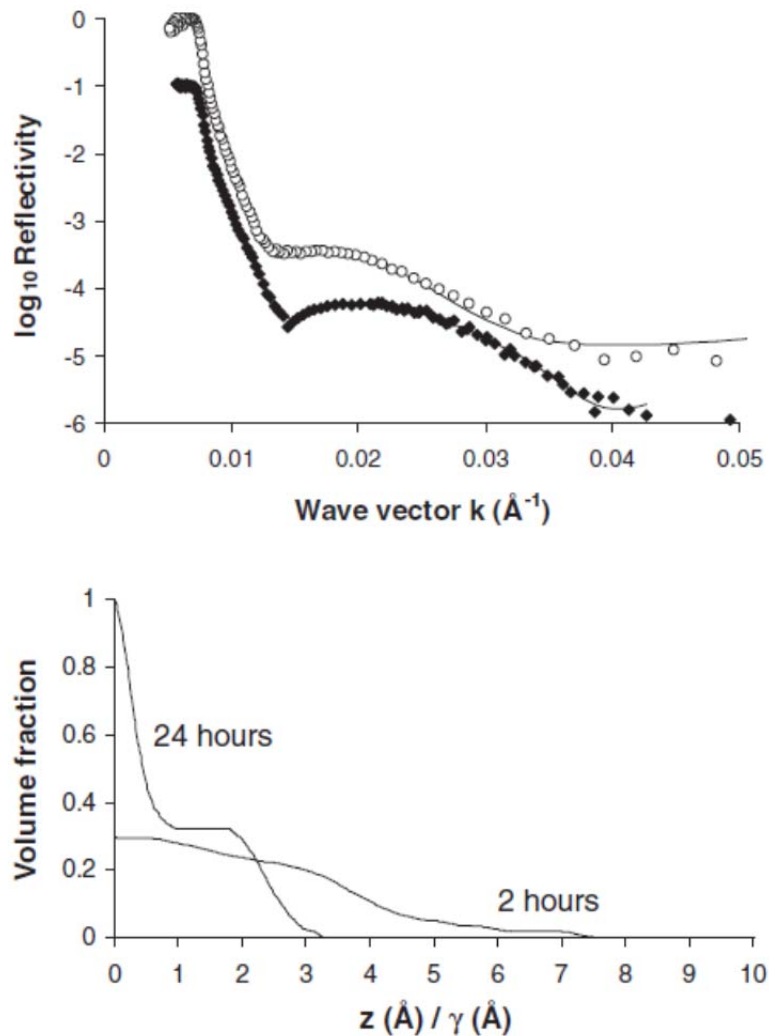 0
-1
-2
-3
-4
-5
-6
log₁₀ Reflectivity
0 0.01 0.02 0.03 0.04 0.05
Wave vector k (Å⁻¹)
1
0.8
0.6
0.4
0.2
0
Volume fraction
24 hours
2 hours
0 1 2 3 4 5 6 7 8 9 10
z (Å) / γ (Å)